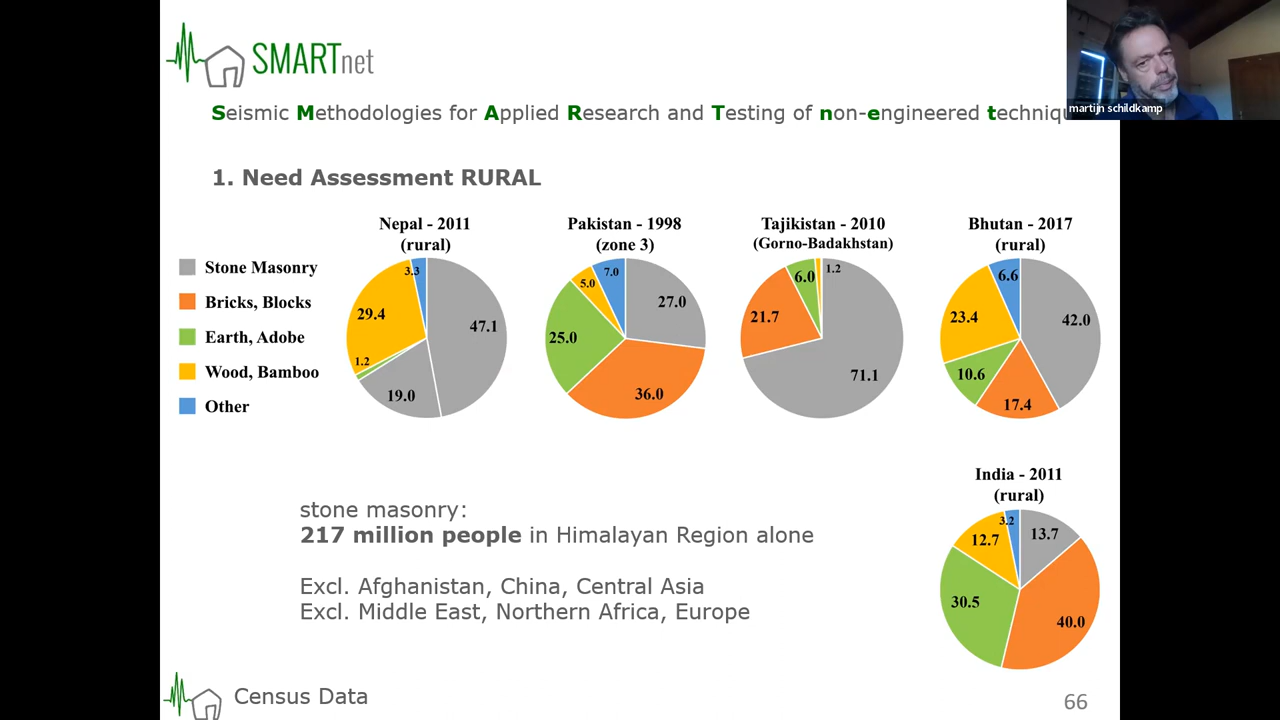 SMARTnet
martijn schildkamp
Seismic Methodologies for Applied Research and Testing of non-engineered techniqu
1. Need Assessment RURAL
Stone Masonry
Bricks, Blocks
Earth, Adobe
Wood, Bamboo
Other
Nepal - 2011
(rural)
3.3
29.4
47.1
1.2
19.0
Pakistan - 1998
(zone 3)
7.0
5.0
27.0
25.0
36.0
Tajikistan - 2010
(Gorno-Badakhstan)
1.2
6.0
21.7
71.1
Bhutan - 2017
(rural)
6.6
23.4
42.0
10.6
17.4
India - 2011
(rural)
3.2
12.7
13.7
30.5
40.0
stone masonry:
217 million people in Himalayan Region alone
Excl. Afghanistan, China, Central Asia
Excl. Middle East, Northern Africa, Europe
Census Data
66